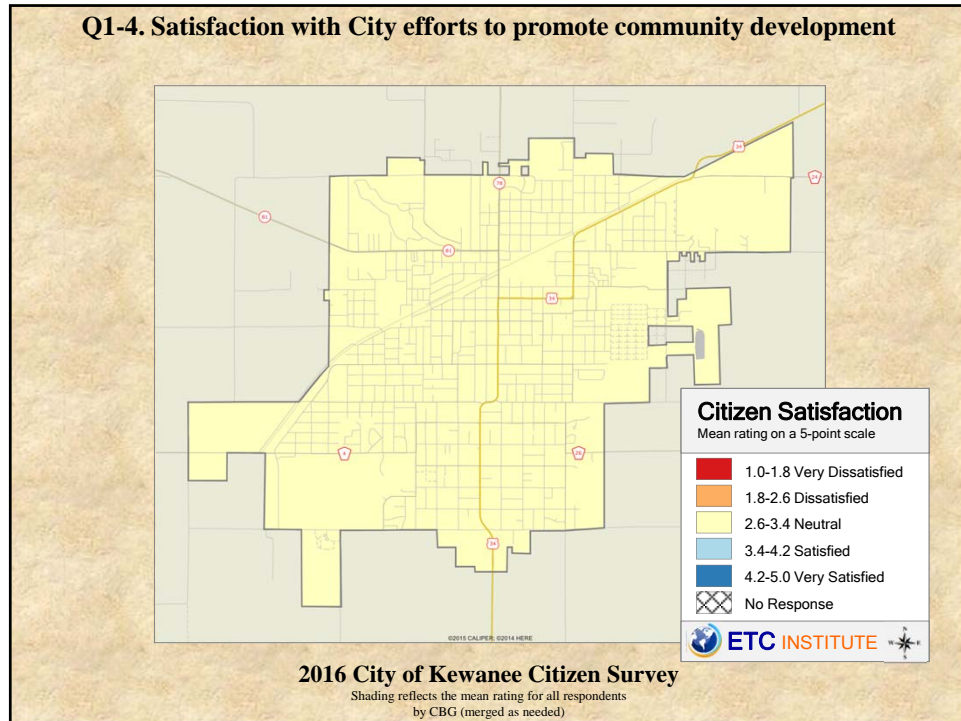 Q1-4. Satisfaction with City efforts to promote community development
34
24
78
81
81
34
4
26
34
Citizen Satisfaction
Mean rating on a 5-point scale
1.0-1.8 Very Dissatisfied
1.8-2.6 Dissatisfied
2.6-3.4 Neutral
3.4-4.2 Satisfied
4.2-5.0 Very Satisfied
No Response
ETC INSTITUTE
N
W E
S
©2015 CALIPER; ©2014 HERE
2016 City of Kewanee Citizen Survey
Shading reflects the mean rating for all respondents
by CBG (merged as needed)